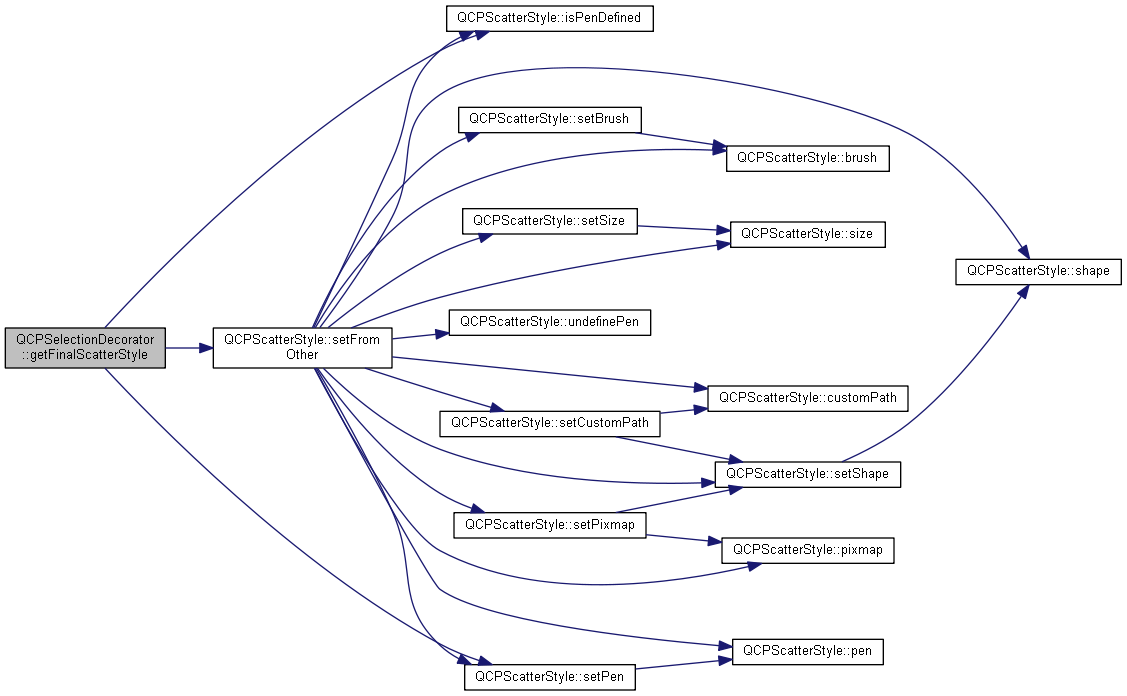 QCPScatterStyle::isPenDefined
QCPScatterStyle::setBrush
QCPScatterStyle::brush
QCPScatterStyle::setSize
QCPScatterStyle::size
QCPScatterStyle::shape
QCPScatterStyle::undefinePen
QCPSelectionDecorator
::getFinalScatterStyle
QCPScatterStyle::setFrom
Other
QCPScatterStyle::customPath
QCPScatterStyle::setCustomPath
QCPScatterStyle::setShape
QCPScatterStyle::setPixmap
QCPScatterStyle::pixmap
QCPScatterStyle::pen
QCPScatterStyle::setPen